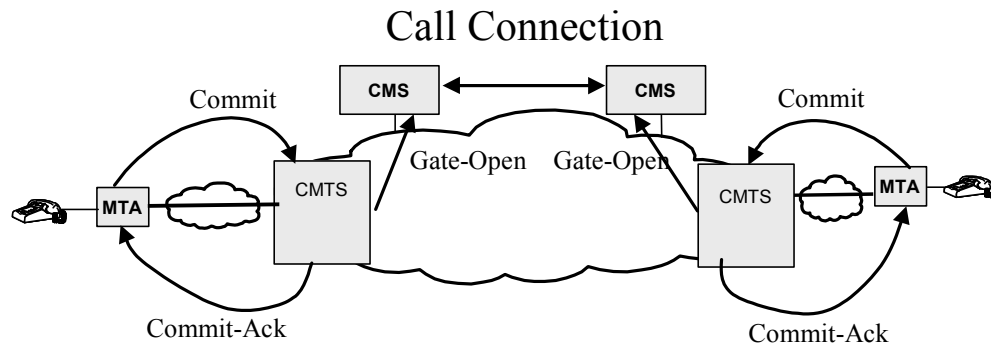 Call Connection
CMS
CMS
Commit
Commit
Gate-Open
Gate-Open
CMTS
CMTS
MTA
MTA
Commit-Ack
Commit-Ack